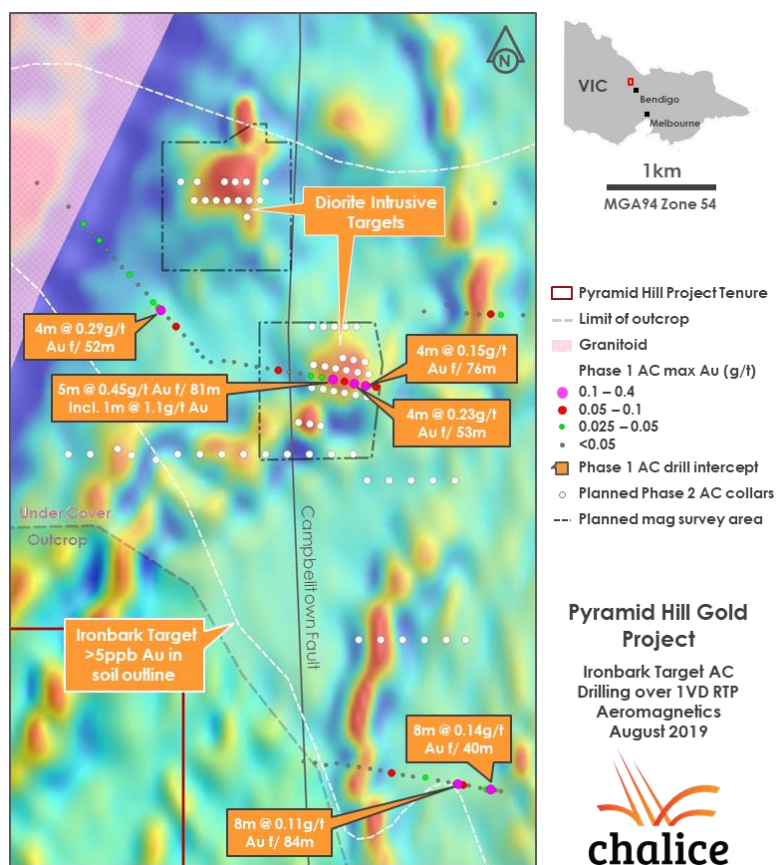 N
Diorite Intrusive
Targets
4m @ 0.29g/t
Au f/ 52m
5m @ 0.45g/t Au f/ 81m
Incl. 1m @ 1.1g/t Au
4m @ 0.15g/t
Au f/ 76m
4m @ 0.23g/t
Au f/ 53m
Under Cover
Outcrop
Campbelltown Fault
Ironbark Target
>5ppb Au in
soil outline
8m @ 0.14g/t
Au f/ 40m
8m @ 0.11g/t
Au f/ 84m
VIC
Bendigo
Melbourne
1km
MGA94 Zone 54
Pyramid Hill Project Tenure
Limit of outcrop
Granitoid
Phase 1 AC max Au (g/t)
0.1 – 0.4
0.05 – 0.1
0.025 – 0.05
<0.05
Phase 1 AC drill intercept
Planned Phase 2 AC collars
Planned mag survey area
Pyramid Hill Gold
Project
Ironbark Target AC
Drilling over 1VD RTP
Aeromagnetics
August 2019
chalice